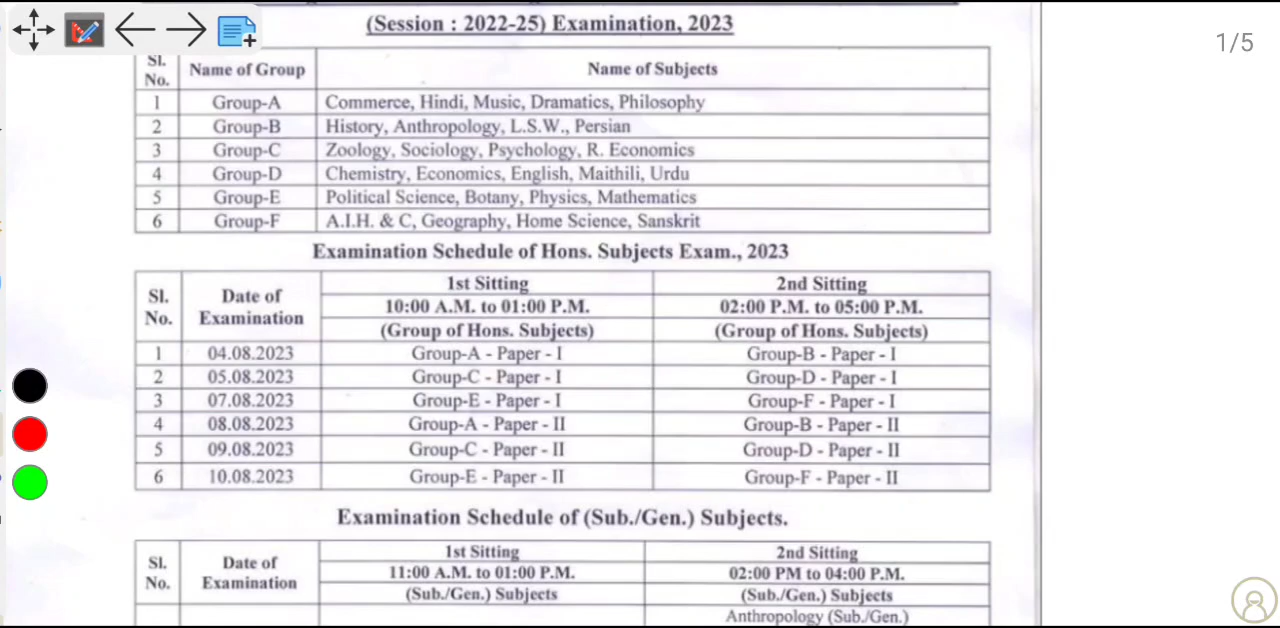 (Session : 2022-25) Examination, 2023
1/5
Sl. No. Name of Group Name of Subjects
1 Group-A Commerce, Hindi, Music, Dramatics, Philosophy
2 Group-B History, Anthropology, L.S.W., Persian
3 Group-C Zoology, Sociology, Psychology, R. Economics
4 Group-D Chemistry, Economics, English, Maithili, Urdu
5 Group-E Political Science, Botany, Physics, Mathematics
6 Group-F A.I.H. & C, Geography, Home Science, Sanskrit
Examination Schedule of Hons. Subjects Exam., 2023
Sl. No. Date of Examination 1st Sitting 2nd Sitting
10:00 A.M. to 01:00 P.M. 02:00 P.M. to 05:00 P.M.
(Group of Hons. Subjects) (Group of Hons. Subjects)
1 04.08.2023 Group-A - Paper - I Group-B - Paper - I
2 05.08.2023 Group-C - Paper - I Group-D - Paper - I
3 07.08.2023 Group-E - Paper - I Group-F - Paper - I
4 08.08.2023 Group-A - Paper - II Group-B - Paper - II
5 09.08.2023 Group-C - Paper - II Group-D - Paper - II
6 10.08.2023 Group-E - Paper - II Group-F - Paper - II
Examination Schedule of (Sub./Gen.) Subjects.
Sl. No. Date of Examination 1st Sitting 2nd Sitting
11:00 A.M. to 01:00 P.M. 02:00 PM to 04:00 P.M.
(Sub./Gen.) Subjects (Sub./Gen.) Subjects
Anthropology (Sub./Gen.)